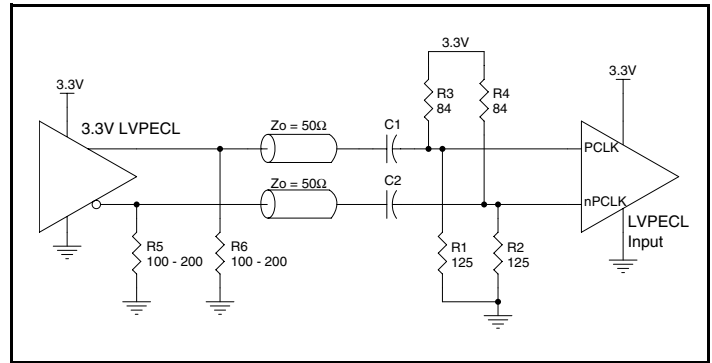 3.3V
3.3V LVPECL
R5
100 - 200
R6
100 - 200
Zo = 50Ω
Zo = 50Ω
C1
C2
3.3V
R3
84
R4
84
R1
125
R2
125
3.3V
PCLK
nPCLK
LVPECL
Input